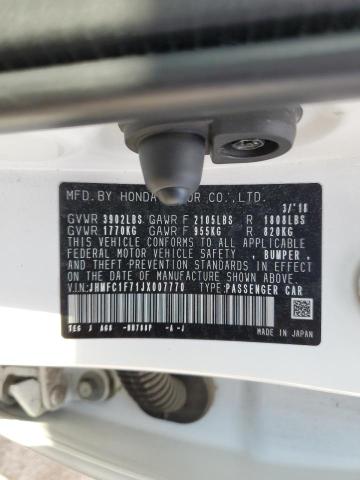 MFD. BY HONDA MOTOR CO., LTD.
3/'18
GVWR 3902LBS GAWR F 2105LBS R 1808LBS
GVWR 1770KG GAWR F 955KG R 820KG
THIS VEHICLE CONFORMS TO ALL APPLICABLE
FEDERAL MOTOR VEHICLE SAFETY, BUMPER,
AND THEFT PREVENTION STANDARDS IN EFFECT
ON THE DATE OF MANUFACTURE SHOWN ABOVE.
V.I.N: JHMFC1F71JX007770 TYPE: PASSENGER CAR
MADE IN JAPAN